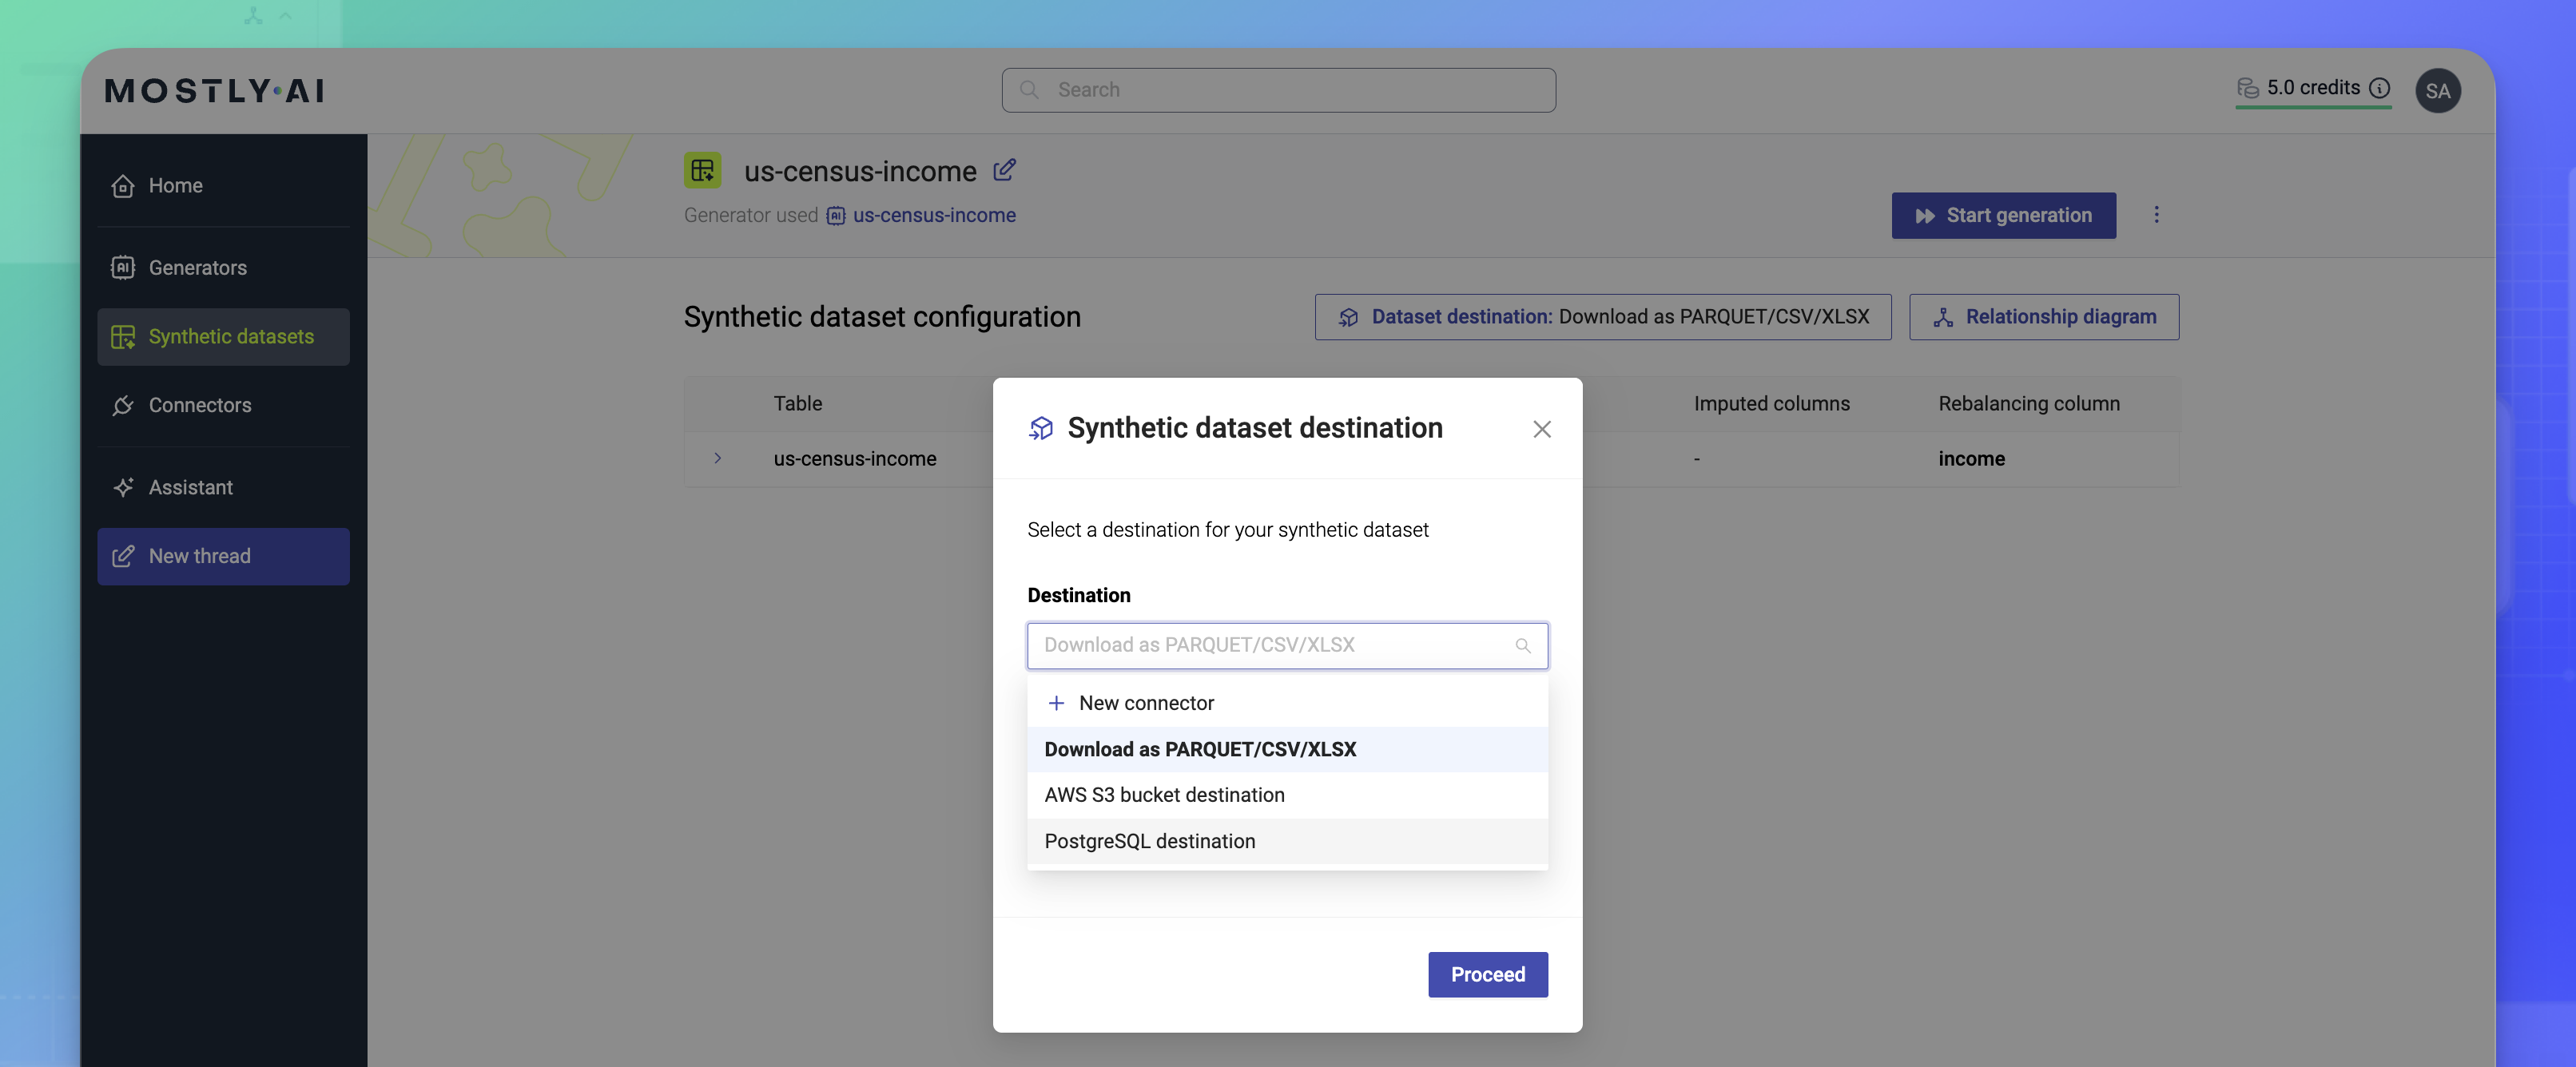 MOSTLY•AI
Search
5.0 credits
SA
Home
Generators
Synthetic datasets
Connectors
Assistant
New thread
us-census-income
Generator used us-census-income
Start generation
Synthetic dataset configuration
Dataset destination: Download as PARQUET/CSV/XLSX
Relationship diagram
Table
Imputed columns
Rebalancing column
us-census-income
-
income
Synthetic dataset destination
Select a destination for your synthetic dataset
Destination
Download as PARQUET/CSV/XLSX
New connector
Download as PARQUET/CSV/XLSX
AWS S3 bucket destination
PostgreSQL destination
Proceed